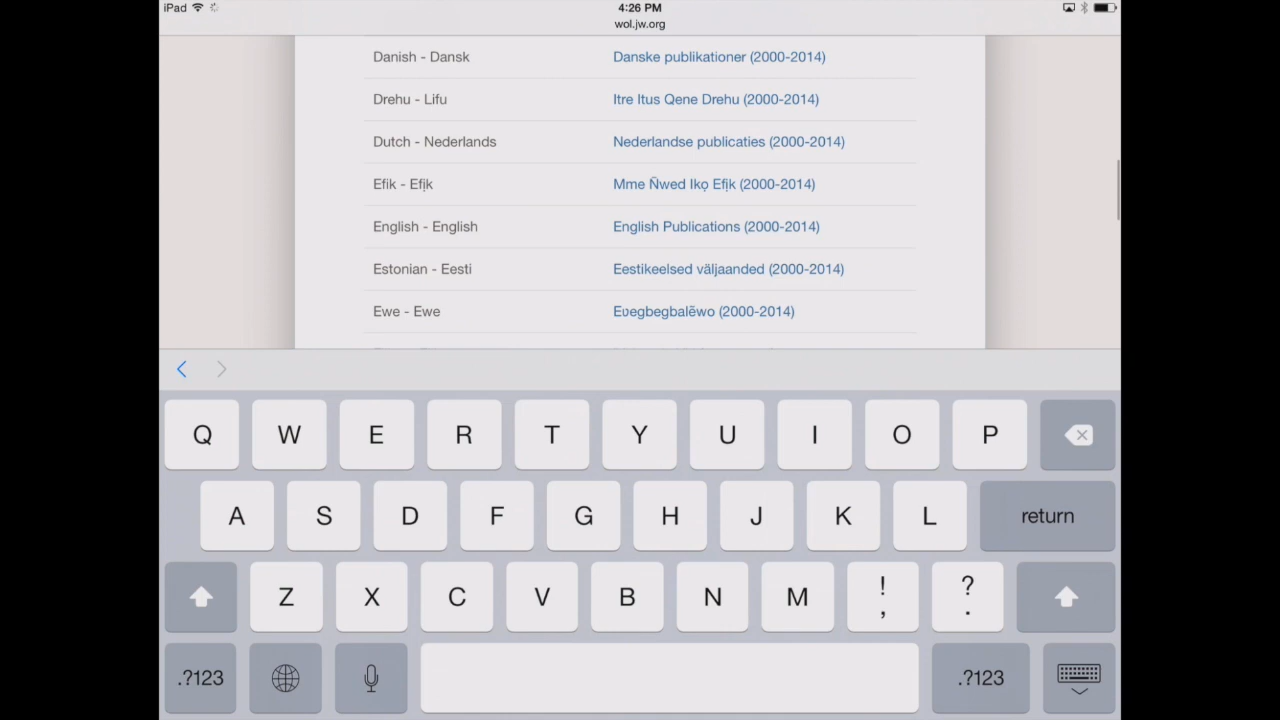 iPad 4:26 PM
wol.jw.org
Danish - Dansk Danske publikationer (2000-2014)
Drehu - Lifu Itre Itus Qene Drehu (2000-2014)
Dutch - Nederlands Nederlandse publicaties (2000-2014)
Efik - Efịk Mme N̄wed Ikọ Efịk (2000-2014)
English - English English Publications (2000-2014)
Estonian - Eesti Eestikeelsed väljaanded (2000-2014)
Ewe - Ewe Eʋegbegbalẽwo (2000-2014)
Q W E R T Y U I O P
A S D F G H J K L return
Z X C V B N M ! , ? .
.?123 .?123